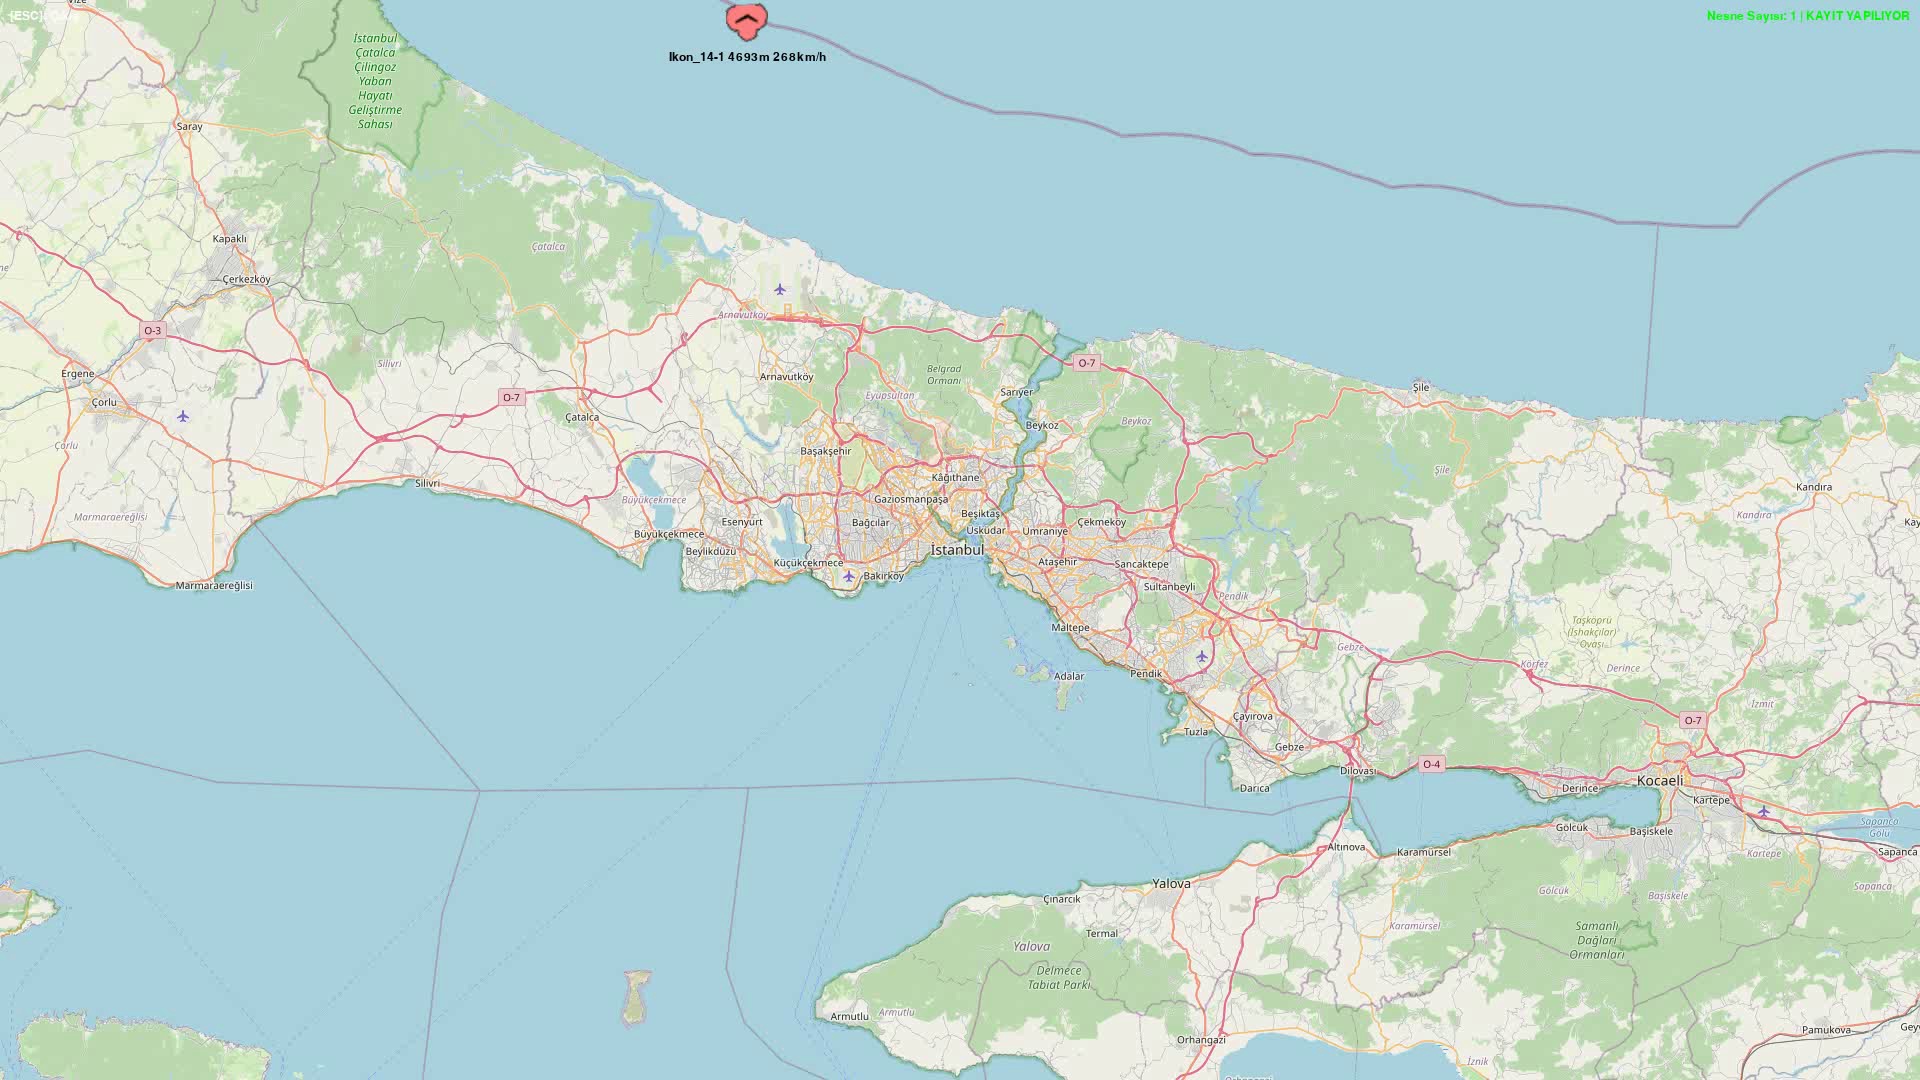 Vize
Nesne Sayısı: 1 | KAYIT YAPILIYOR
Ikon_14-1 4693m 268km/h
İstanbul
Çatalca
Çilingoz
Yaban
Hayatı
Geliştirme
Sahası
Saray
Kapaklı
Çatalca
Çerkezköy
Arnavutköy
O-3
Silivri
O-7
Ergene
Arnavutköy
Belgrad
Ormanı
Şile
Çorlu
O-7
Eyüpsultan
Sarıyer
Çatalca
Beykoz
Beykoz
Çorlu
Başakşehir
Şile
Silivri
Kâğıthane
Kandıra
Büyükçekmece
Gaziosmanpaşa
Marmaraereğlisi
Esenyurt
Bağcılar
Beşiktaş
Çekmeköy
Kandıra
Büyükçekmece
Üsküdar
Ümraniye
Beylikdüzü
İstanbul
Küçükçekmece
Ataşehir
Sancaktepe
Bakırköy
Marmaraereğlisi
Sultanbeyli
Pendik
Maltepe
Taşköprü
(İshakçılar)
Ovası
Gebze
Körfez
Derince
Adalar
Pendik
İzmit
Çayırova
O-7
Tuzla
Gebze
Dilovası
O-4
Kocaeli
Darıca
Derince
Kartepe
Gölcük
Başiskele
Sapanca
Gölü
Altınova
Karamürsel
Kartepe
Sapanca
Yalova
Gölcük
Başiskele
Sapanca
Çınarcık
Karamürsel
Samanlı
Dağları
Ormanları
Termal
Yalova
Delmece
Tabiat Parkı
Armutlu
Armutlu
Orhangazi
Pamukova
İznik